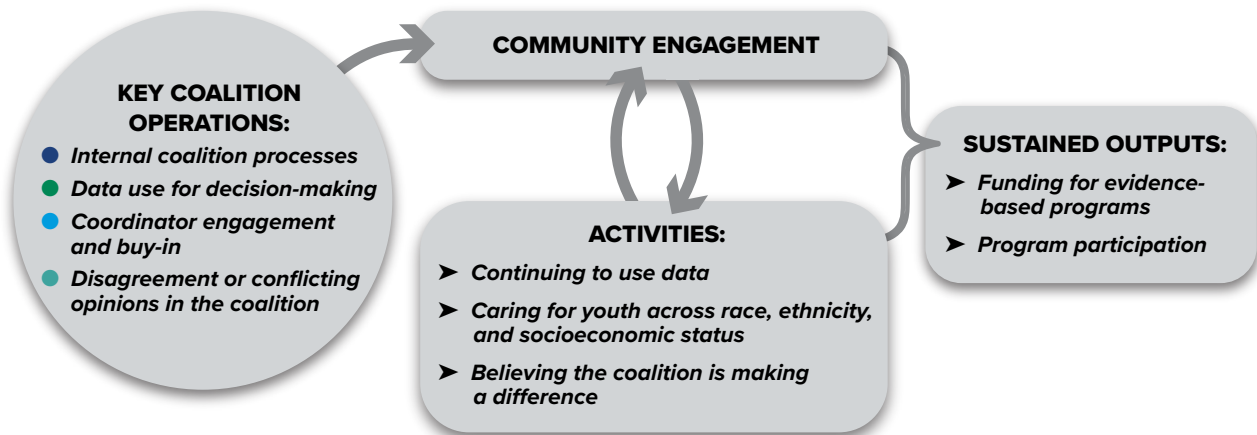 KEY COALITION
OPERATIONS:
Internal coalition processes
Data use for decision-making
Coordinator engagement
and buy-in
Disagreement or conflicting
opinions in the coalition
COMMUNITY ENGAGEMENT
ACTIVITIES:
➤ Continuing to use data
➤ Caring for youth across race, ethnicity,
and socioeconomic status
➤ Believing the coalition is making
a difference
SUSTAINED OUTPUTS:
➤ Funding for evidence-
based programs
➤ Program participation